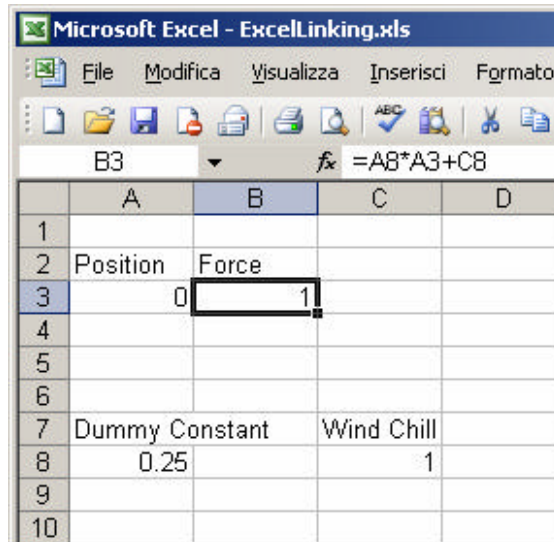 Microsoft Excel - ExcelLinking.xls
File Modifica Visualizza Inserisci Formato
ABC
B3 fx =A8*A3+C8
A B C D
1
2 Position Force
3 0 1
4
5
6
7 Dummy Constant Wind Chill
8 0.25 1
9
10